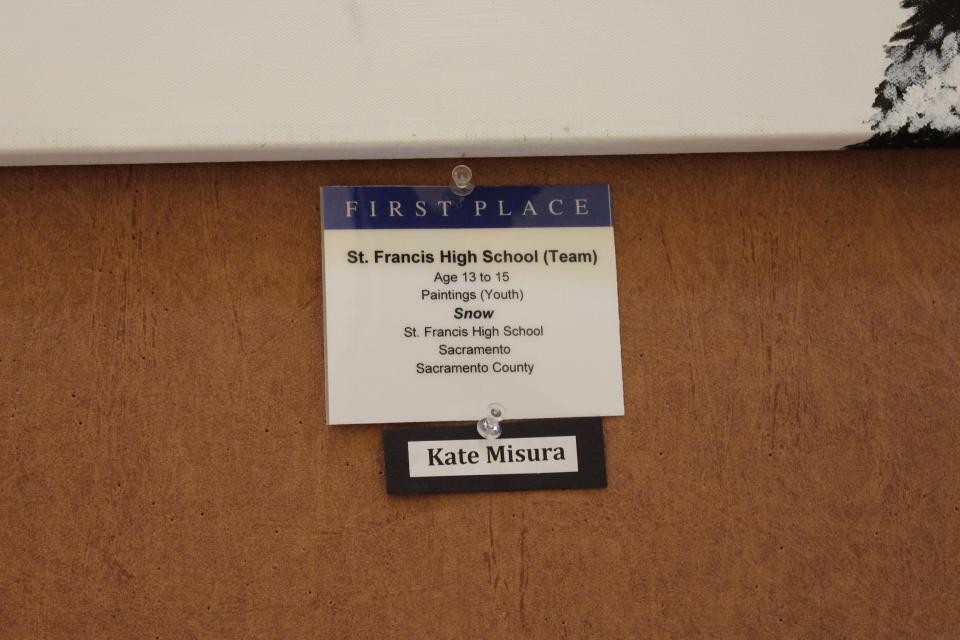 FIRST PLACE
St. Francis High School (Team)
Age 13 to 15
Paintings (Youth)
Snow
St. Francis High School
Sacramento
Sacramento County
Kate Misura